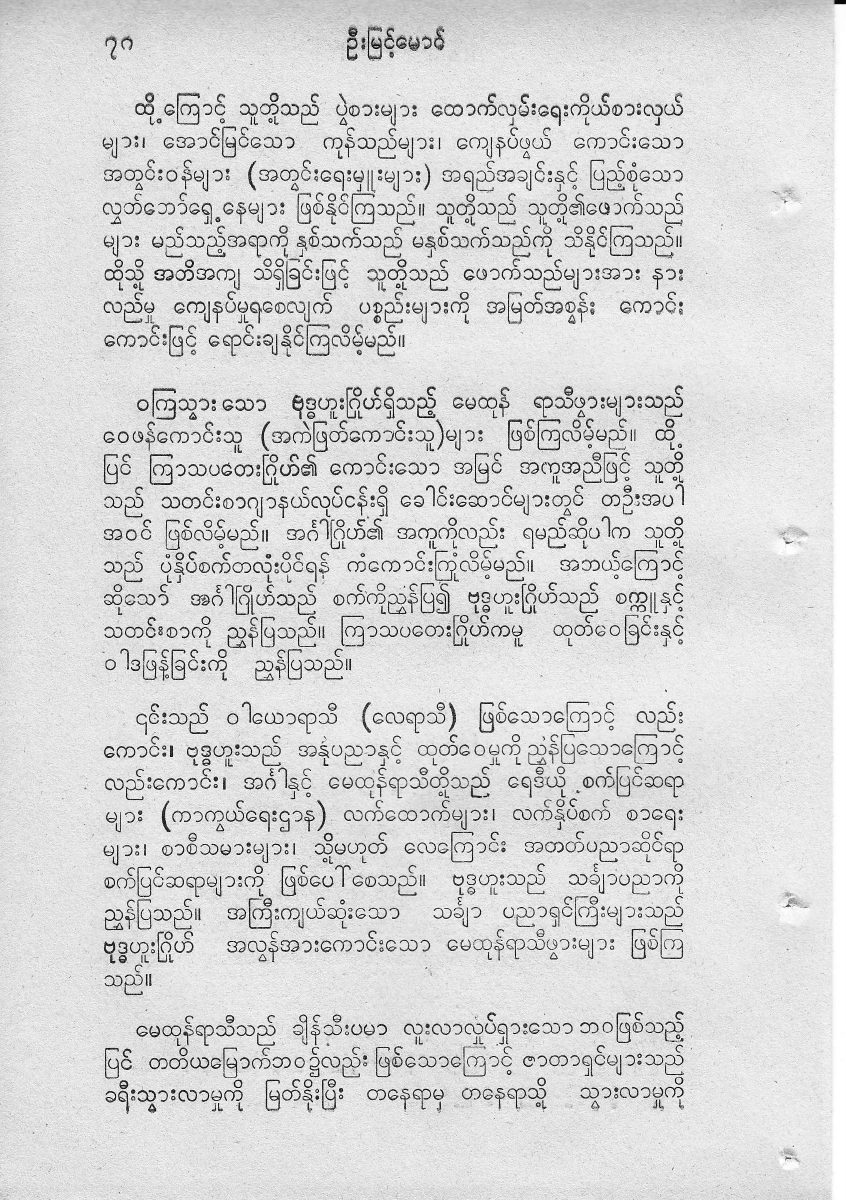 ၇၈
ဦးမြင့်မောင်
ထို့ကြောင့် သူတို့သည် ပွဲစားများ ထောက်လှမ်းရေးကိုယ်စားလှယ်
များ၊ အောင်မြင်သော ကုန်သည်များ၊ ကျေနပ်ဖွယ် ကောင်းသော
အတွင်းဝန်များ (အတွင်းရေးမှူးများ) အရည်အချင်းနှင့် ပြည့်စုံသော
လွှတ်တော်ရှေ့နေများ ဖြစ်နိုင်ကြသည်။ သူတို့သည် သူတို့၏ဖောက်သည်
များ မည်သည့်အရာကို နှစ်သက်သည် မနှစ်သက်သည်ကို သိနိုင်ကြသည်။
ထိုသို့ အဘိအကျ သိရှိခြင်းဖြင့် သူတို့သည် ဖောက်သည်များအား နား
လည်မှု ကျေနပ်မှုရစေလျက် ပစ္စည်းများကို အမြတ်အစွန်း ကောင်း
ကောင်းဖြင့် ရောင်းချနိုင်ကြလိမ့်မည်။
ဝကြသွားသော ဗုဒ္ဓဟူးဂြိုဟ်ရှိသည့် မေထုန် ရာသီဖွားများသည်
ဝေဖန်ကောင်းသူ (အကဲဖြတ်ကောင်းသူ)များ ဖြစ်ကြလိမ့်မည်။ ထို့
ပြင် ကြာသပတေးဂြိုဟ်၏ ကောင်းသော အမြင် အကူအညီဖြင့် သူတို့
သည် သတင်းစာဂျာနယ်လုပ်ငန်းရှိ ခေါင်းဆောင်များတွင် တဦးအပါ
အဝင် ဖြစ်လိမ့်မည်။ အင်္ဂါဂြိုဟ်၏ အကူကိုလည်း ရမည်ဆိုပါက သူတို့
သည် ပုံနှိပ်စက်တလုံးပိုင်ရန် ကံကောင်းကြုံလိမ့်မည်။ အဘယ့်ကြောင့်
ဆိုသော် အင်္ဂါဂြိုဟ်သည် စက်ကိုညွှန်ပြ၍ ဗုဒ္ဓဟူးဂြိုဟ်သည် စက္ကူနှင့်
သတင်းစာကို ညွှန်ပြသည်။ ကြာသပတေးဂြိုဟ်ကမူ ထုတ်ဝေခြင်းနှင့်
ဝါဒဖြန့်ခြင်းကို ညွှန်ပြသည်။
၎င်းသည် ဝါယောရာသီ (လေရာသီ) ဖြစ်သောကြောင့် လည်း
ကောင်း၊ ဗုဒ္ဓဟူးသည် အနုပညာနှင့် ထုတ်ဝေမှုကို ညွှန်ပြသောကြောင့်
လည်းကောင်း၊ အင်္ဂါနှင့် မေထုန်ရာသီတို့သည် ရေဒီယို စက်ပြင်ဆရာ
များ (ကာကွယ်ရေးဌာန) လက်ထောက်များ၊ လက်နှိပ်စက် စာရေး
များ၊ စာစီသမားများ၊ သို့မဟုတ် လေကြောင်း အတတ်ပညာဆိုင်ရာ
စက်ပြင်ဆရာများကို ဖြစ်ပေါ်စေသည်။ ဗုဒ္ဓဟူးသည် သင်္ချာပညာကို
ညွှန်ပြသည်။ အကြီးကျယ်ဆုံးသော သင်္ချာ ပညာရှင်ကြီးများသည်
ဗုဒ္ဓဟူးဂြိုဟ် အလွန်အားကောင်းသော မေထုန်ရာသီဖွားများ ဖြစ်ကြ
သည်။
မေထုန်ရာသီသည် ချိန်သီးပမာ လူးလာလှုပ်ရှားသော ဘဝဖြစ်သည့်
ပြင် တတိယမြောက်ဘဝ၌လည်း ဖြစ်သောကြောင့် ဇာတာရှင်များသည်
ခရီးသွားလာမှုကို မြတ်နိုးပြီး တနေရာမှ တနေရာသို့ သွားလာမှုကို